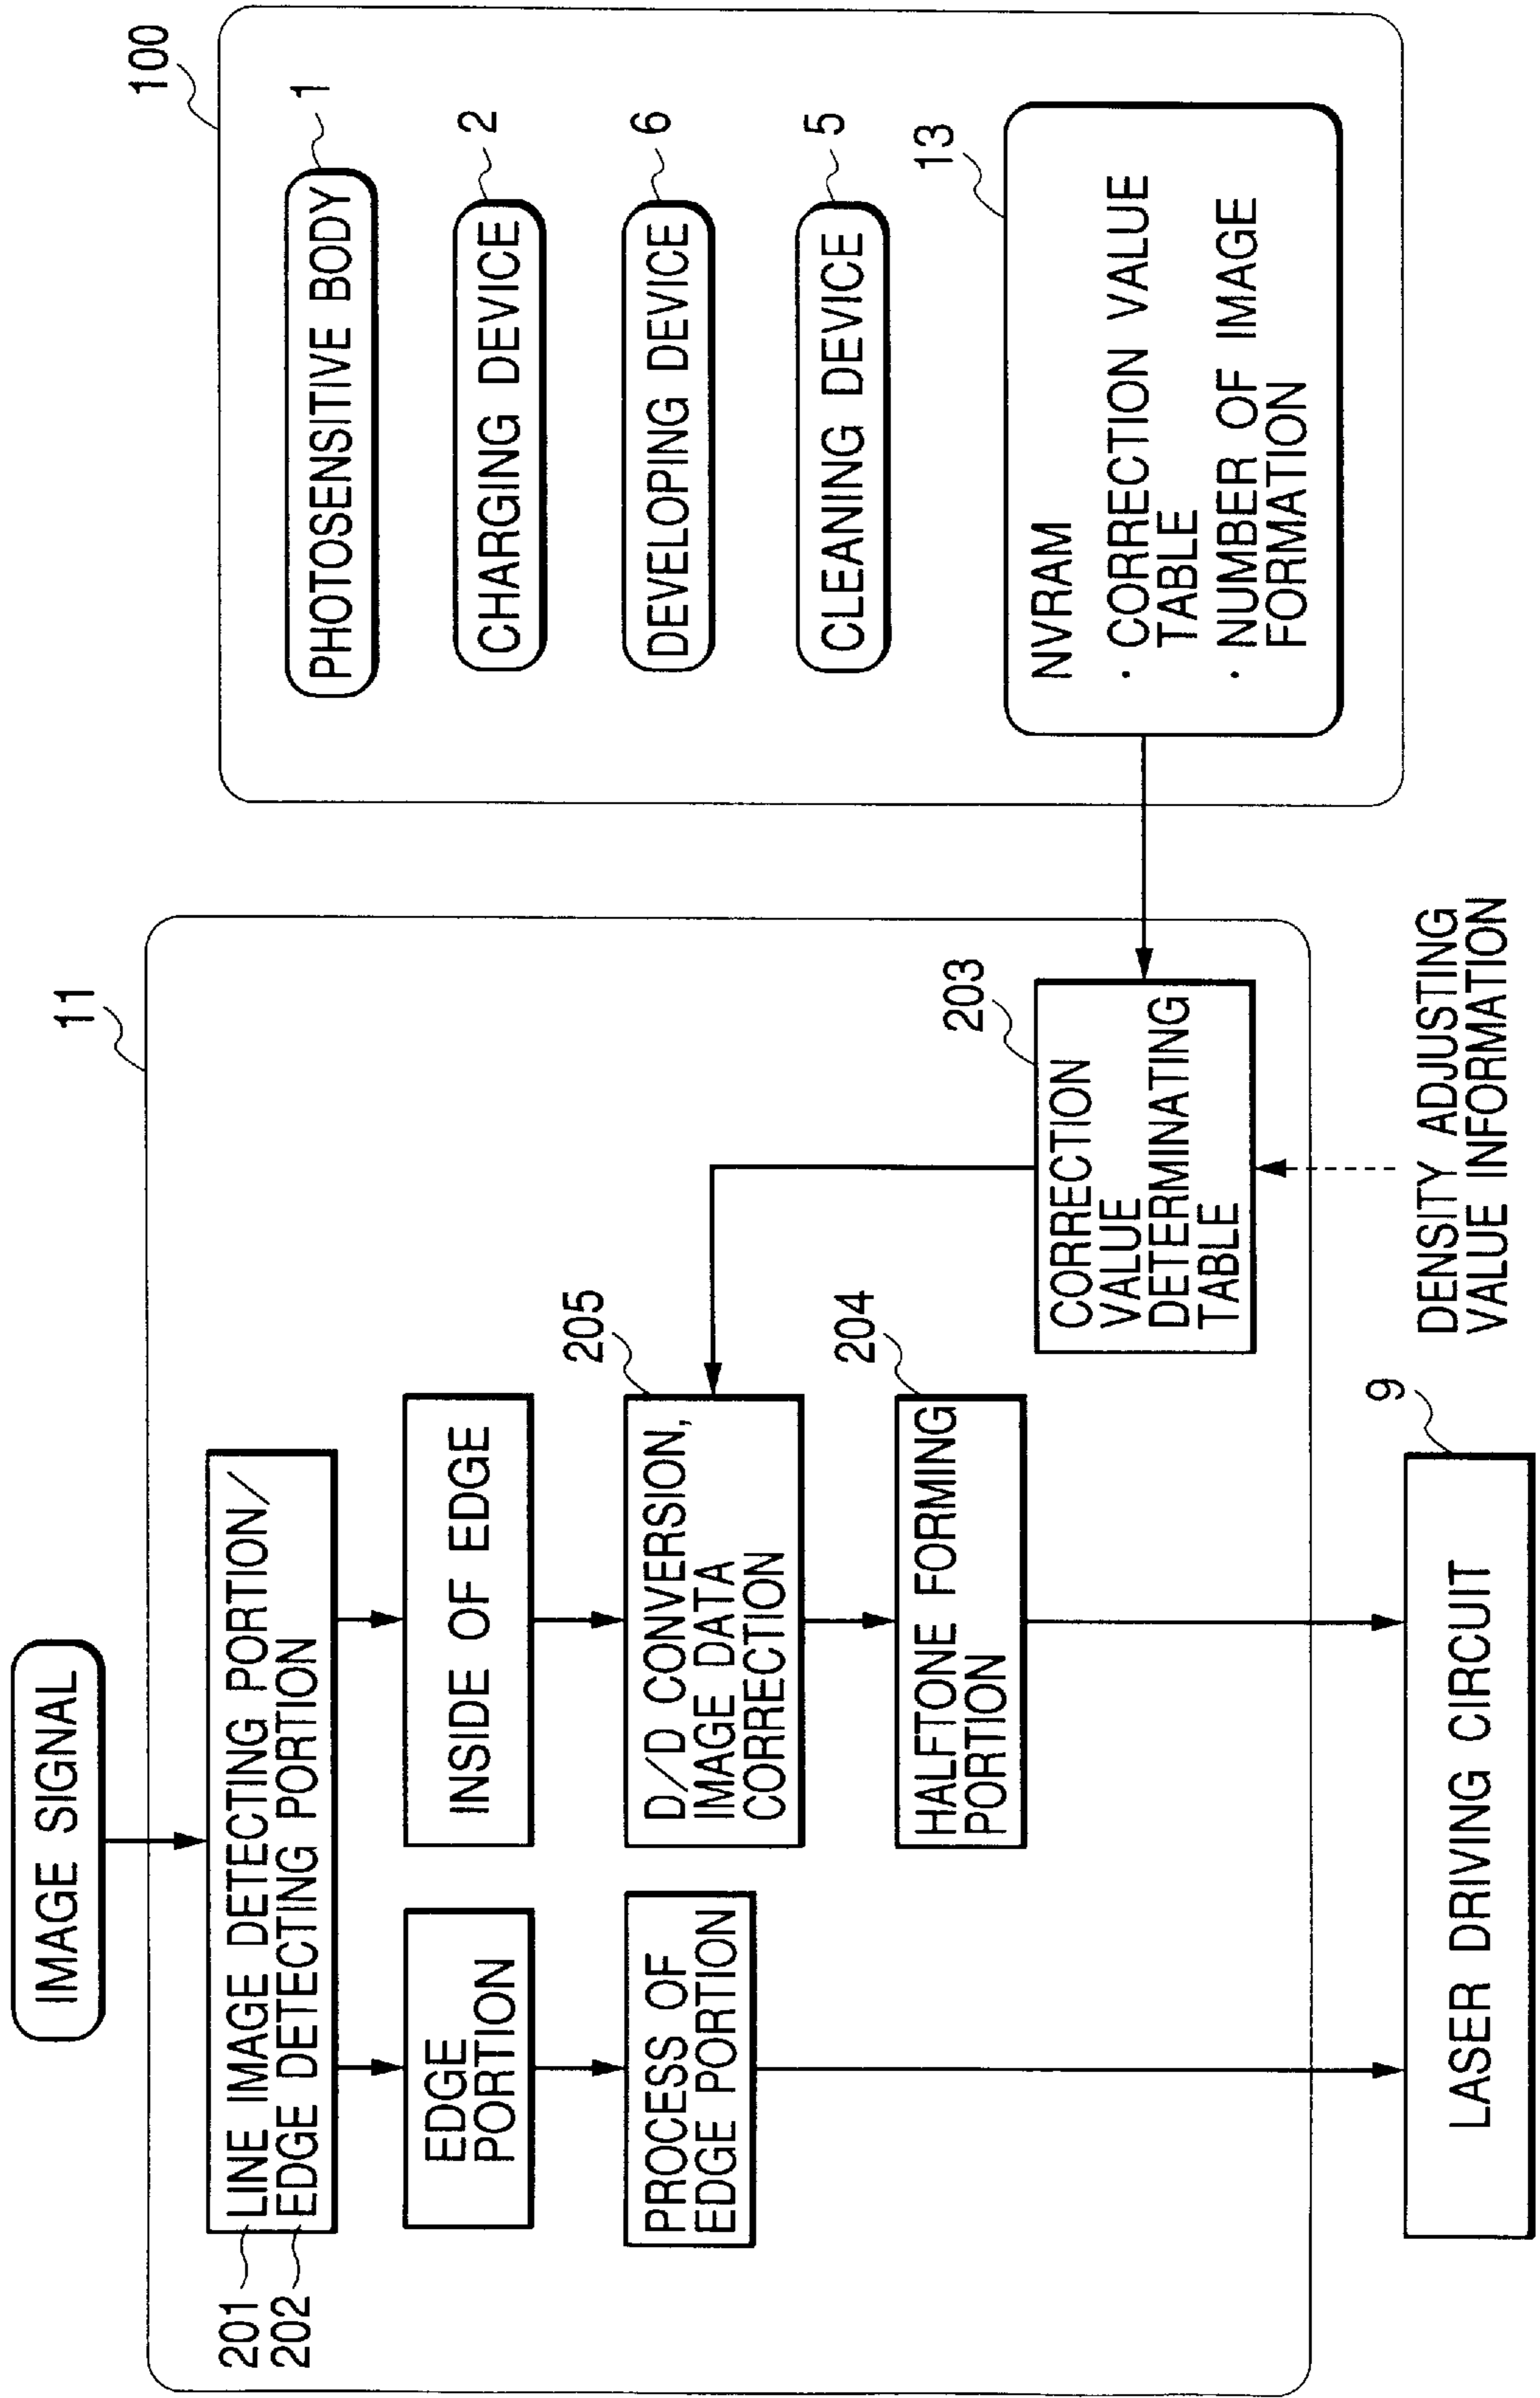 IMAGE SIGNAL
11
201
LINE IMAGE DETECTING PORTION/
202
EDGE DETECTING PORTION
EDGE
PORTION
INSIDE OF EDGE
PROCESS OF
EDGE PORTION
205
D/D CONVERSION,
IMAGE DATA
CORRECTION
204
HALFTONE FORMING
PORTION
203
CORRECTION
VALUE
DETERMINATING
TABLE
DENSITY ADJUSTING
VALUE INFORMATION
9
LASER DRIVING CIRCUIT
100
PHOTOSENSITIVE BODY
1
CHARGING DEVICE
2
DEVELOPING DEVICE
6
CLEANING DEVICE
5
13
NVRAM
· CORRECTION VALUE
TABLE
· NUMBER OF IMAGE
FORMATION